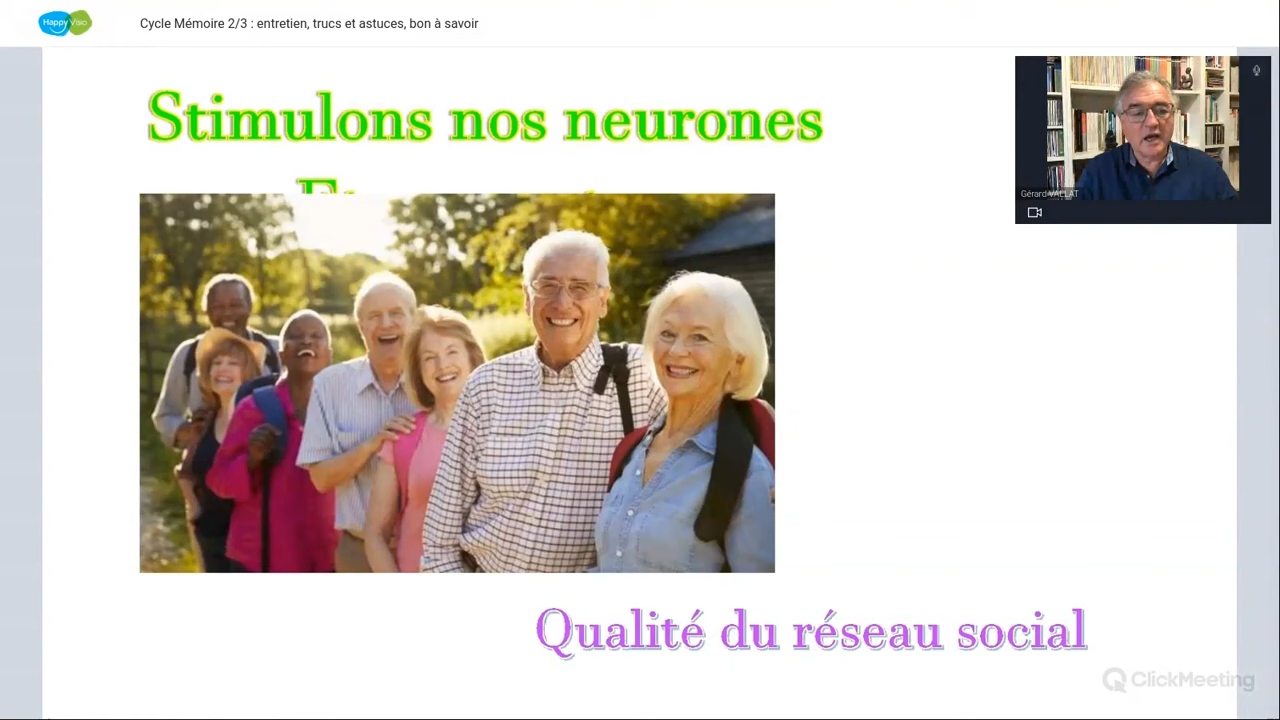 Happy Visio
Cycle Mémoire 2/3 : entretien, trucs et astuces, bon à savoir
Stimulons nos neurones
Gérard VALLAT
Qualité du réseau social
ClickMeeting